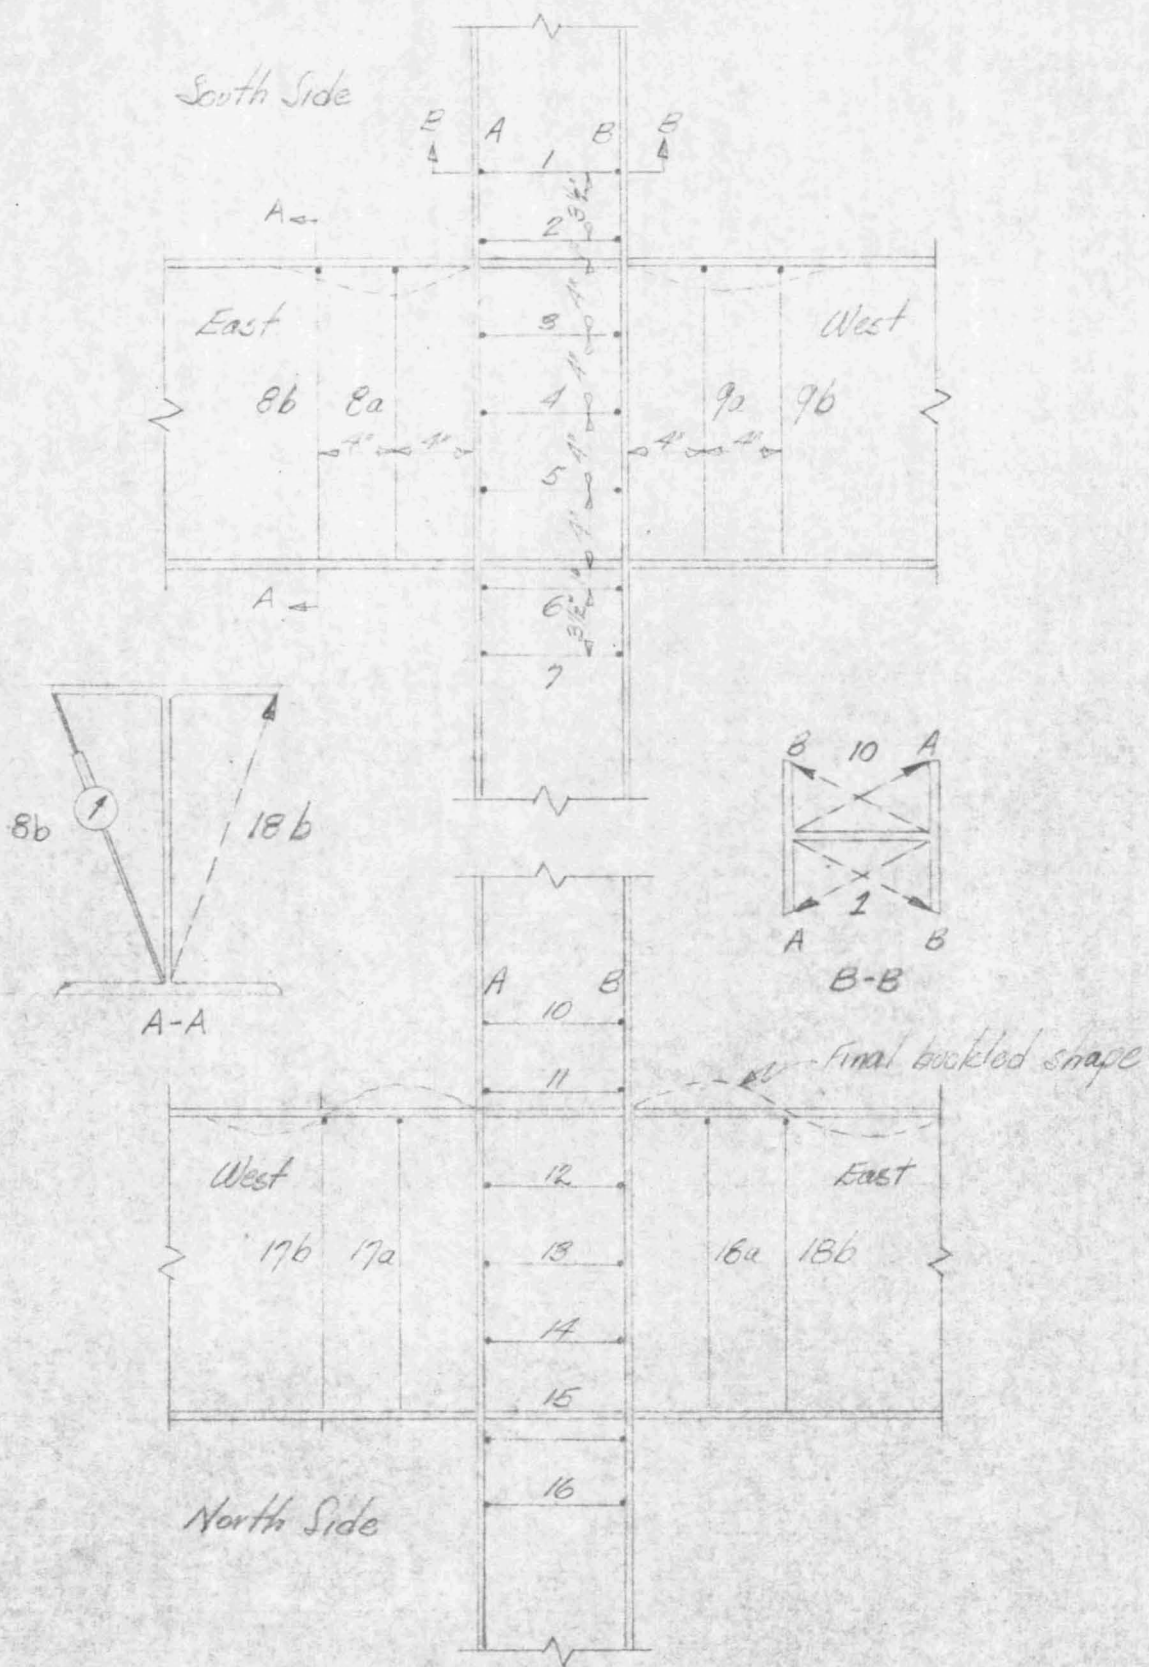 South Side
B A B B
1
3½"
A 2
4"
East 3 West
4"
8b 8a 4 9a 9b
4" 4" 4" 4" 4"
5
4"
1"
A 6
3½"
7
B 10 A
8b 18b
1
A B
B-B
A B
A-A 10
Final buckled shape
11
West 12 East
17b 17a 13 18a 18b
14
15
16
North Side